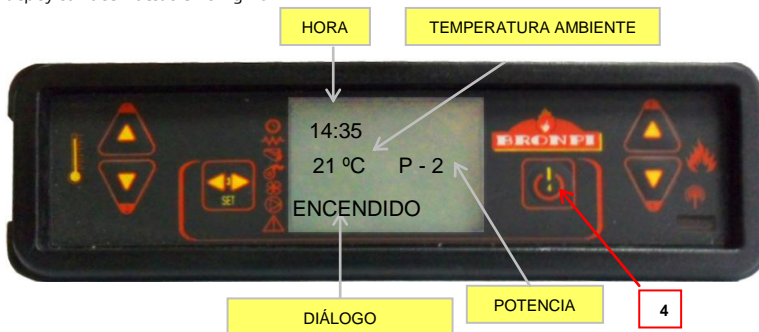 HORA
TEMPERATURA AMBIENTE
14:35
BRONPI
21 ºC P - 2
SET
ENCENDIDO
POTENCIA
4
DIÁLOGO